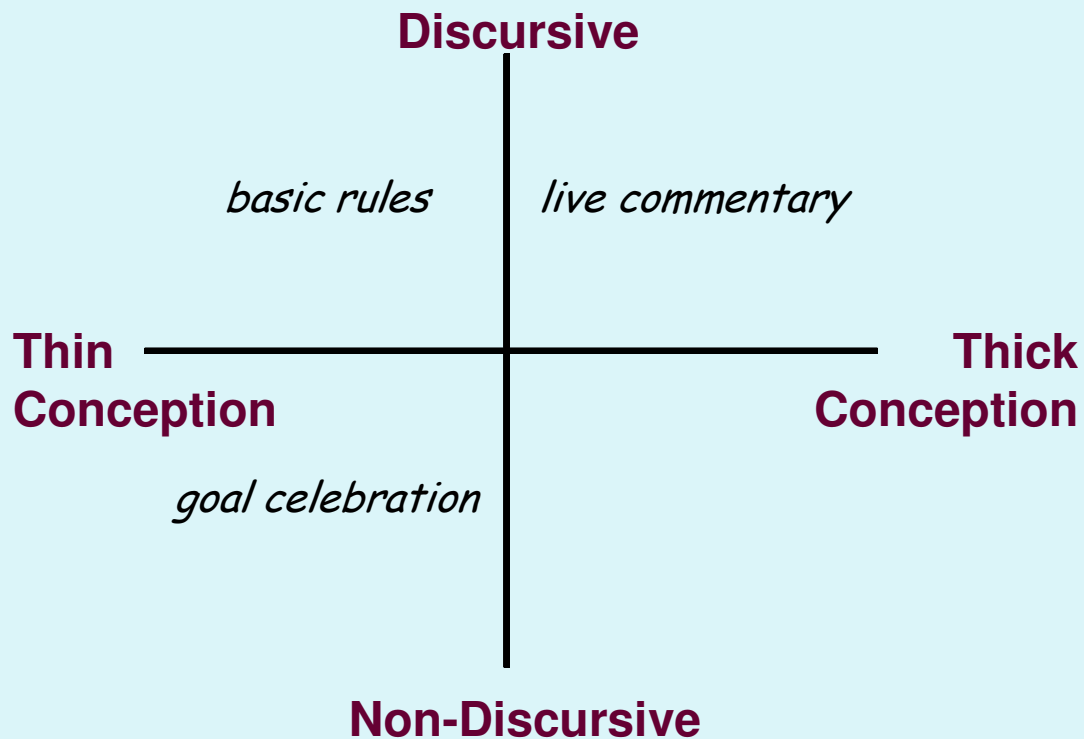 Discursive
basic rules
live commentary
Thin
Conception
Thick
Conception
goal celebration
Non-Discursive